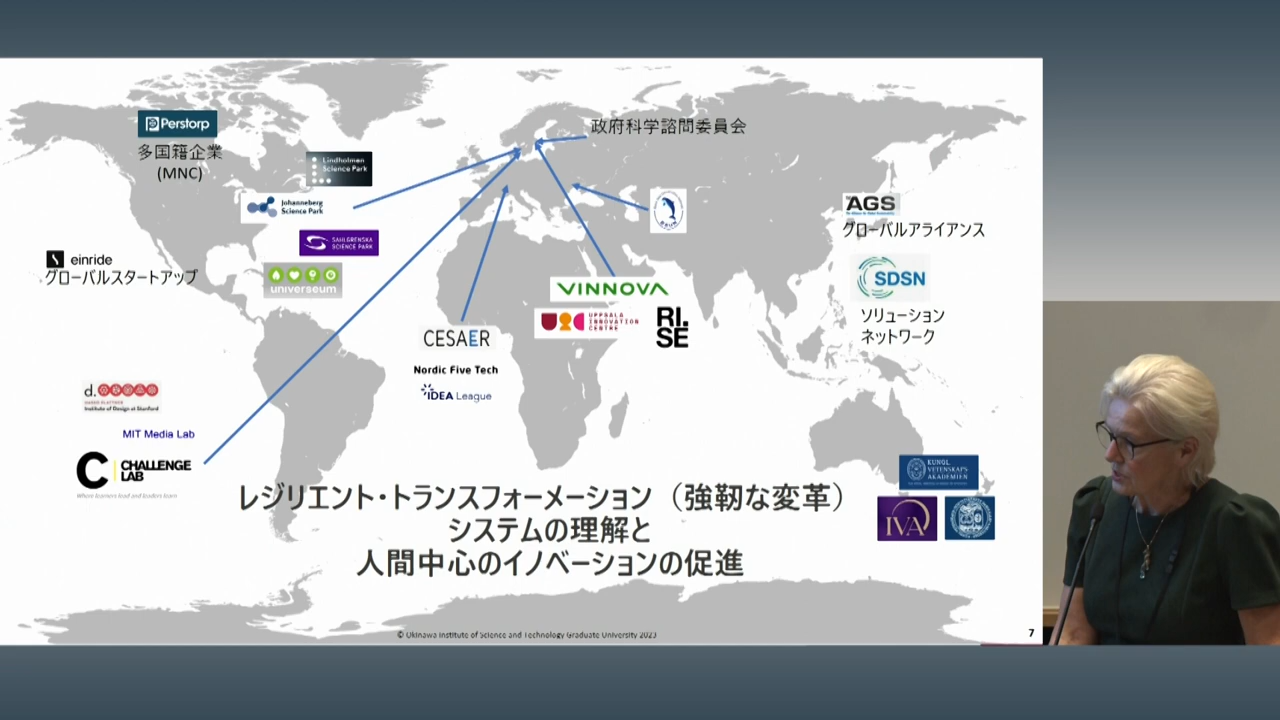 Perstorp
多国籍企業
(MNC)
Lindholmen
Science Park
Johanneberg
Science Park
SAHLGRENSKA
SCIENCE PARK
einride
グローバルスタートアップ
universeum
政府科学諮問委員会
AGS
グローバルアライアンス
SDSN
ソリューション
ネットワーク
VINNOVA
UPPSALA
INNOVATION
CENTRE
RI.
SE
CESAER
Nordic Five Tech
IDEA League
d.
Institute of Design at Stanford
MIT Media Lab
C CHALLENGE
LAB
Where learners lead and leaders learn
KUNGL.
VETENSKAPS
AKADEMIEN
IVA
レジリエント・トランスフォーメーション（強靭な変革）
システムの理解と
人間中心のイノベーションの促進
© Okinawa Institute of Science and Technology Graduate University 2023
7